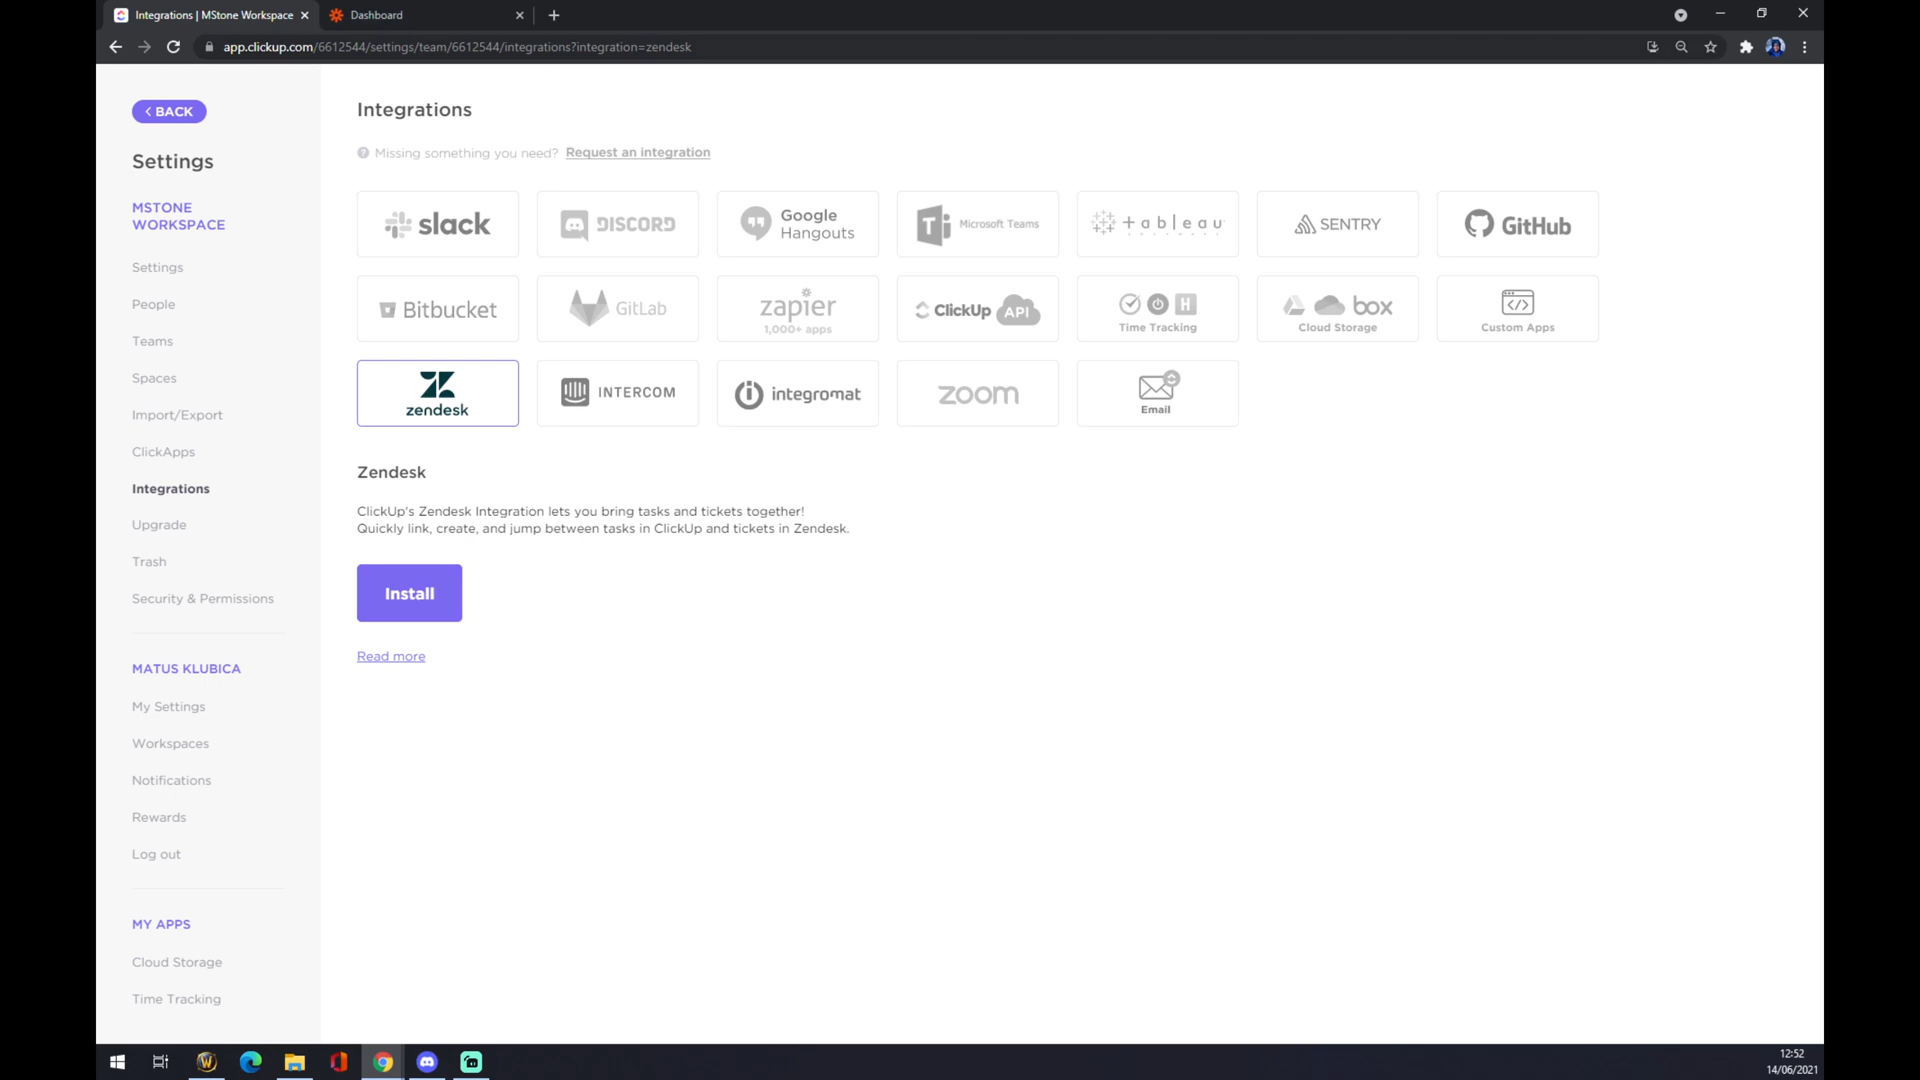 Integrations | MStone Workspace
Dashboard
app.clickup.com/6612544/settings/team/6612544/integrations?integration=zendesk
BACK
Settings
MSTONE
WORKSPACE
Settings
People
Teams
Spaces
Import/Export
ClickApps
Integrations
Upgrade
Trash
Security & Permissions
MATUS KLUBICA
My Settings
Workspaces
Notifications
Rewards
Log out
MY APPS
Cloud Storage
Time Tracking
Integrations
Missing something you need? Request an integration
slack
DISCORD
Google
Hangouts
Microsoft Teams
+ableau
SENTRY
GitHub
Bitbucket
GitLab
zapier
1,000+ apps
ClickUp API
H
Time Tracking
box
Cloud Storage
Custom Apps
zendesk
INTERCOM
integromat
zoom
Email
Zendesk
ClickUp's Zendesk Integration lets you bring tasks and tickets together!
Quickly link, create, and jump between tasks in ClickUp and tickets in Zendesk.
Install
Read more
12:52
14/06/2021